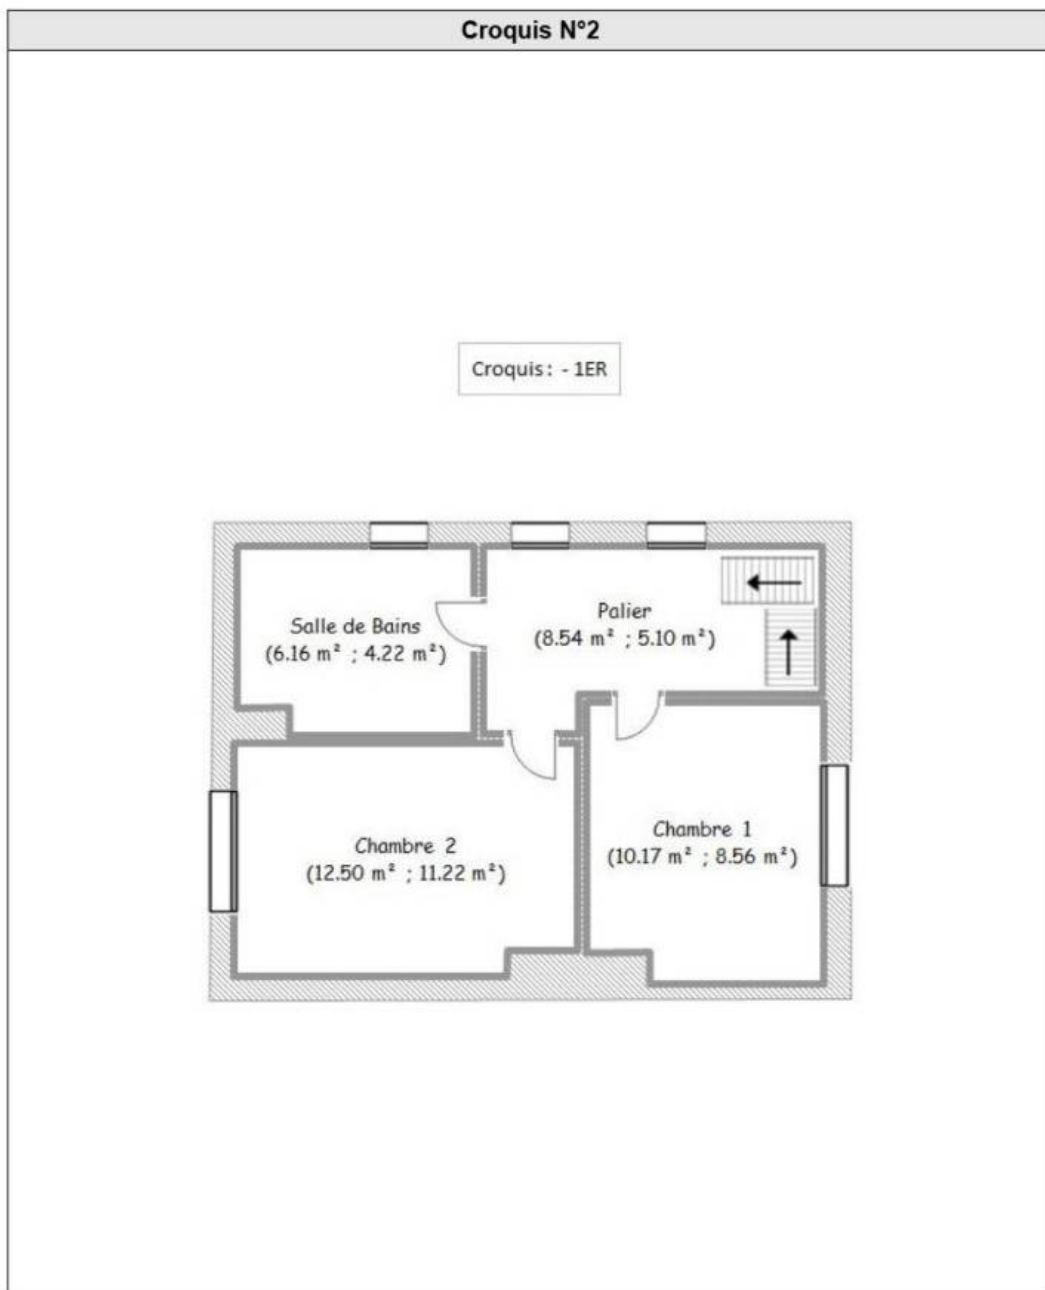 Croquis N°2
Croquis: - 1ER
Salle de Bains
(6.16 m² ; 4.22 m²)
Palier
(8.54 m² ; 5.10 m²)
Chambre 2
(12.50 m² ; 11.22 m²)
Chambre 1
(10.17 m² ; 8.56 m²)